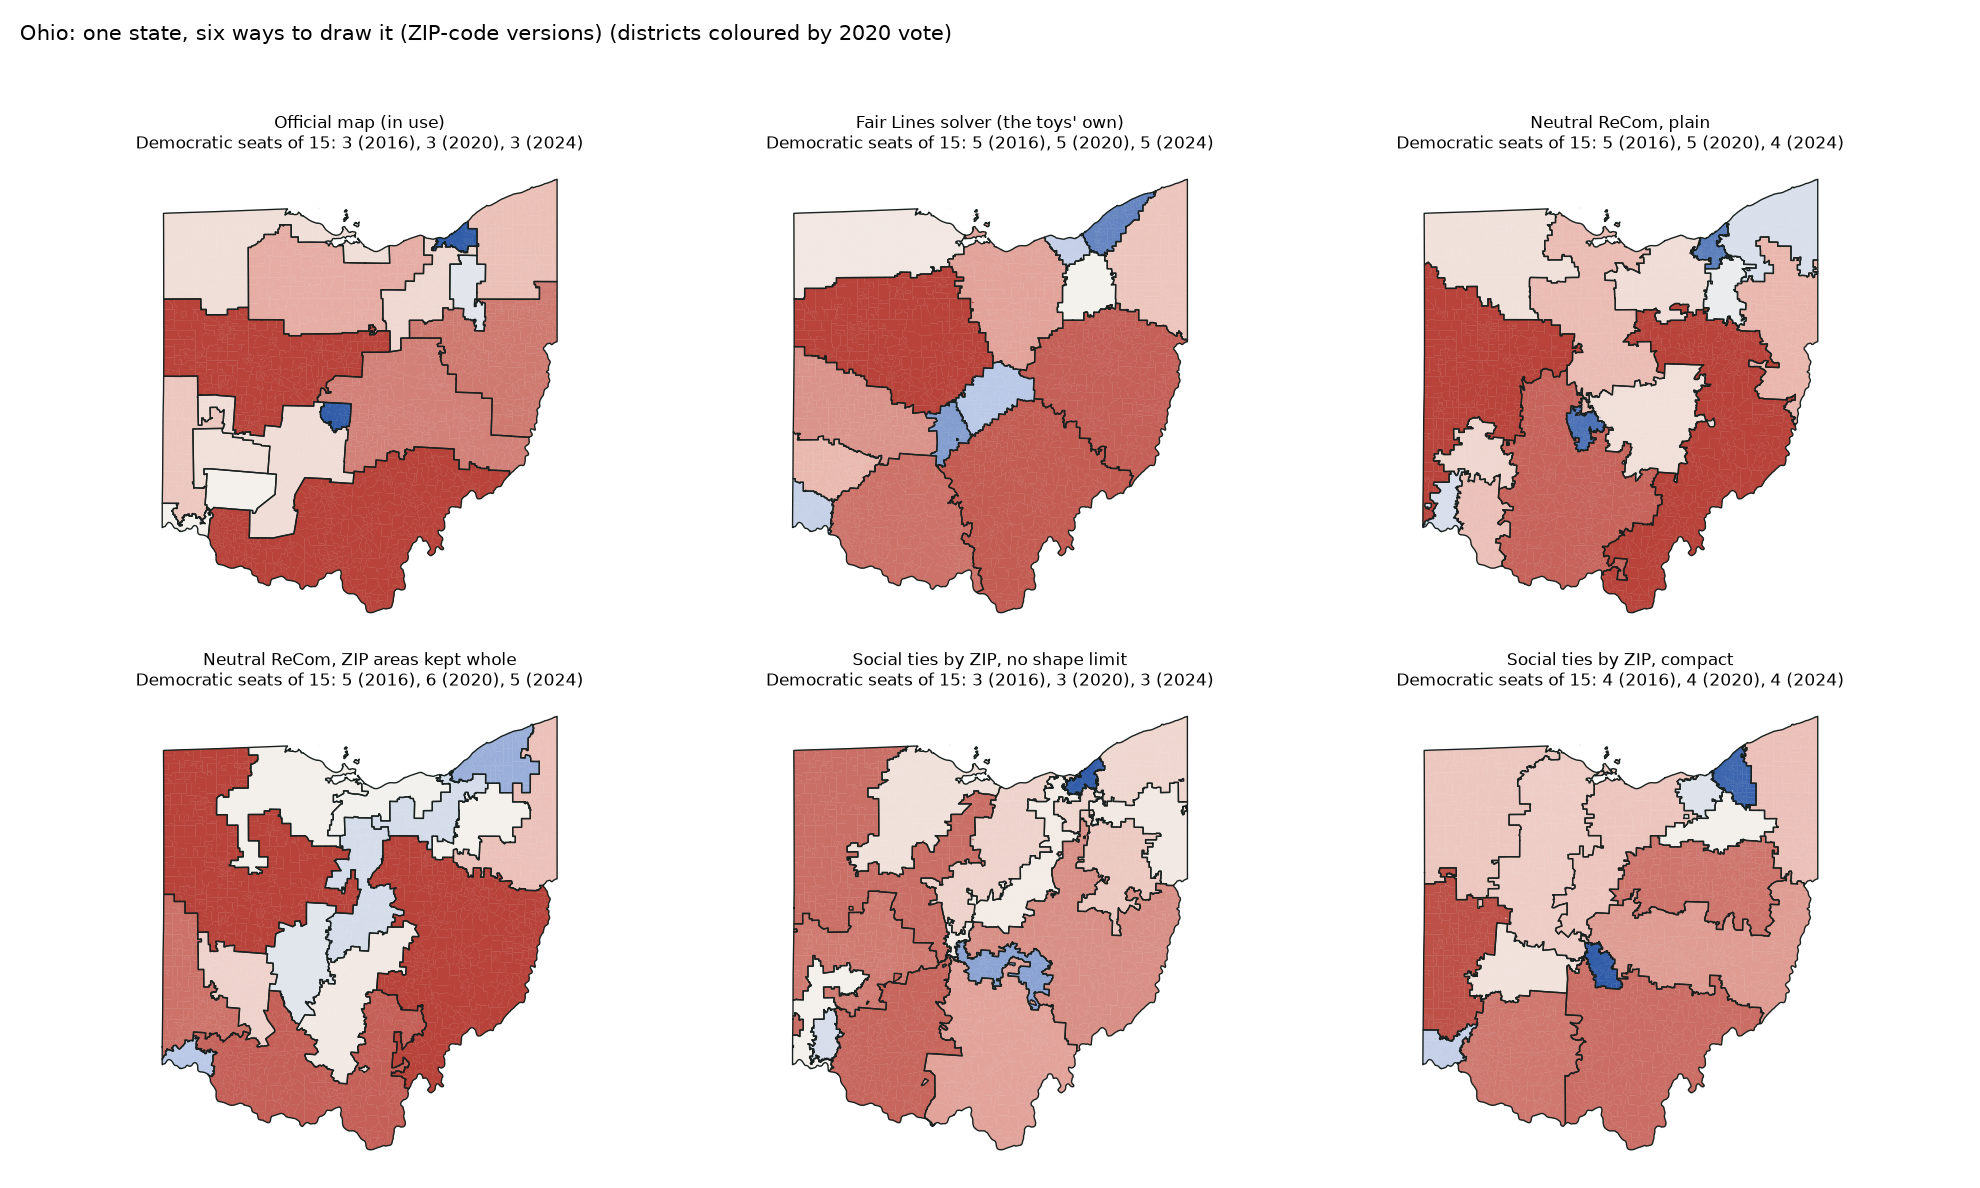 Ohio: one state, six ways to draw it (ZIP-code versions) (districts coloured by 2020 vote)
Official map (in use)
Democratic seats of 15: 3 (2016), 3 (2020), 3 (2024)
Fair Lines solver (the toys' own)
Democratic seats of 15: 5 (2016), 5 (2020), 5 (2024)
Neutral ReCom, plain
Democratic seats of 15: 5 (2016), 5 (2020), 4 (2024)
Neutral ReCom, ZIP areas kept whole
Democratic seats of 15: 5 (2016), 6 (2020), 5 (2024)
Social ties by ZIP, no shape limit
Democratic seats of 15: 3 (2016), 3 (2020), 3 (2024)
Social ties by ZIP, compact
Democratic seats of 15: 4 (2016), 4 (2020), 4 (2024)